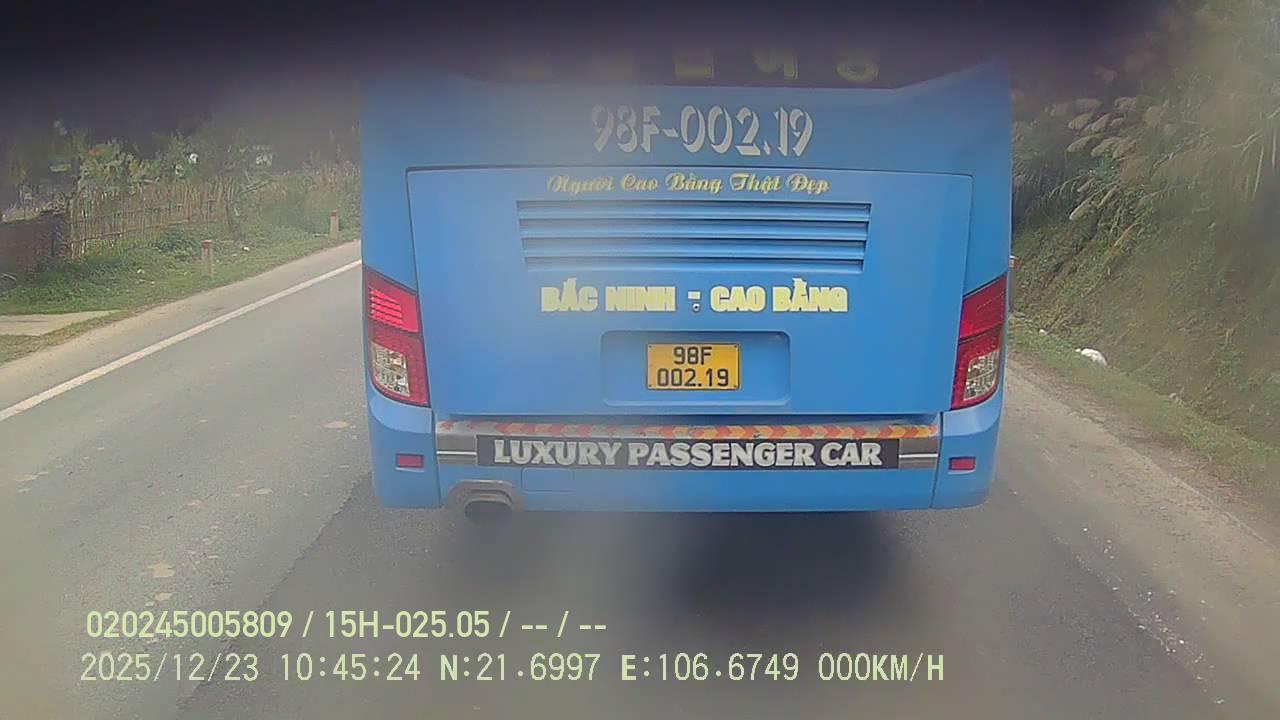 98F-002.19
Người Cao Bằng Thật Đẹp
BẮC NINH - CAO BẰNG
98F
002.19
LUXURY PASSENGER CAR
020245005809 / 15H-025.05 / -- / --
2025/12/23 10:45:24 N:21.6997 E:106.6749 000KM/H